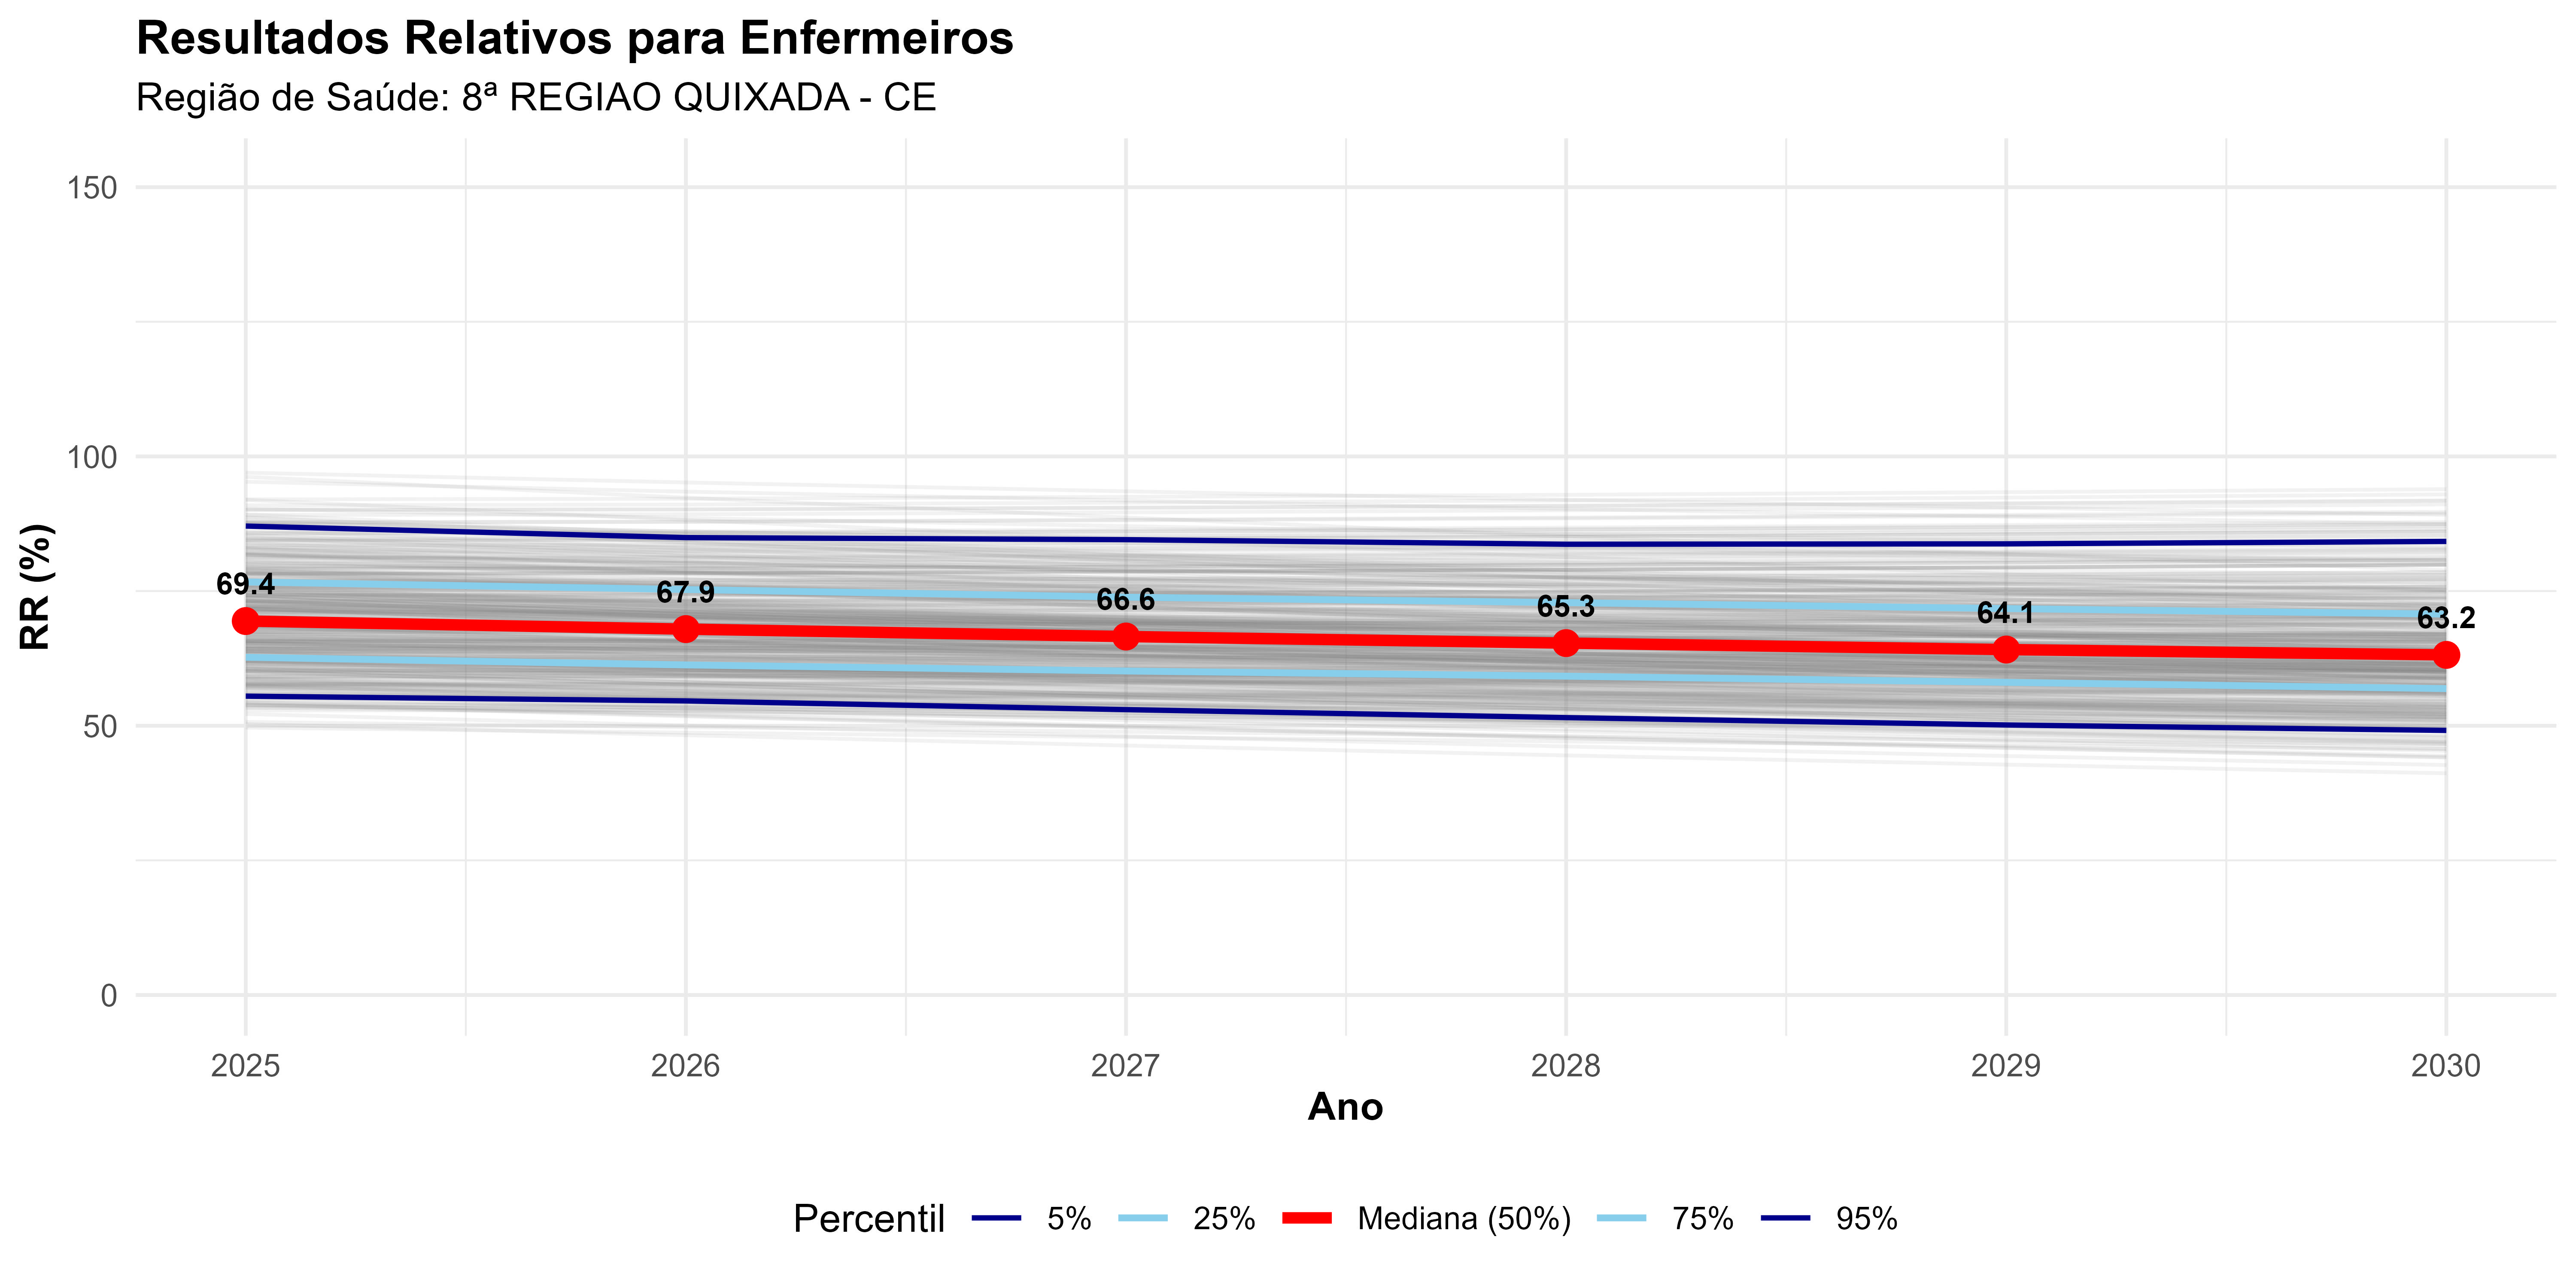 Resultados Relativos para Enfermeiros
Região de Saúde: 8ª REGIAO QUIXADA - CE
RR (%)
150
100
50
0
69.4
67.9
66.6
65.3
64.1
63.2
2025 2026 2027 2028 2029 2030
Ano
Percentil 5% 25% Mediana (50%) 75% 95%